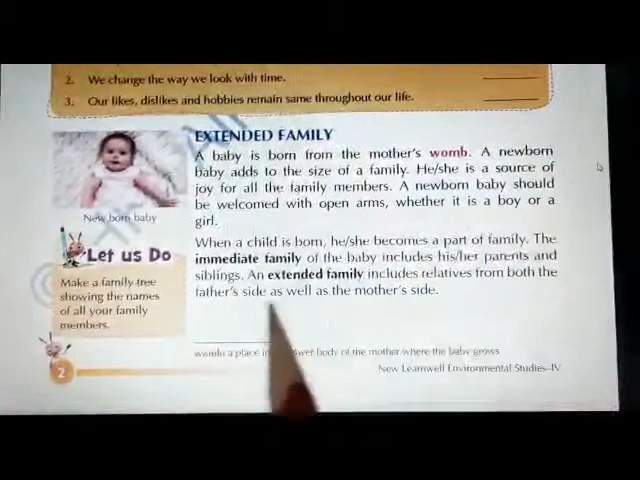 2. We change the way we look with time.
3. Our likes, dislikes and hobbies remain same throughout our life.
EXTENDED FAMILY
A baby is born from the mother's womb. A newborn
baby adds to the size of a family. He/she is a source of
joy for all the family members. A newborn baby should
be welcomed with open arms, whether it is a boy or a
girl.
New born baby
When a child is born, he/she becomes a part of family. The
immediate family of the baby includes his/her parents and
siblings. An extended family includes relatives from both the
father's side as well as the mother's side.
Let us Do
Make a family tree
showing the names
of all your family
members.
womb: a place in body of the mother where the baby grows
2
New Learnwell Environmental Studies–IV